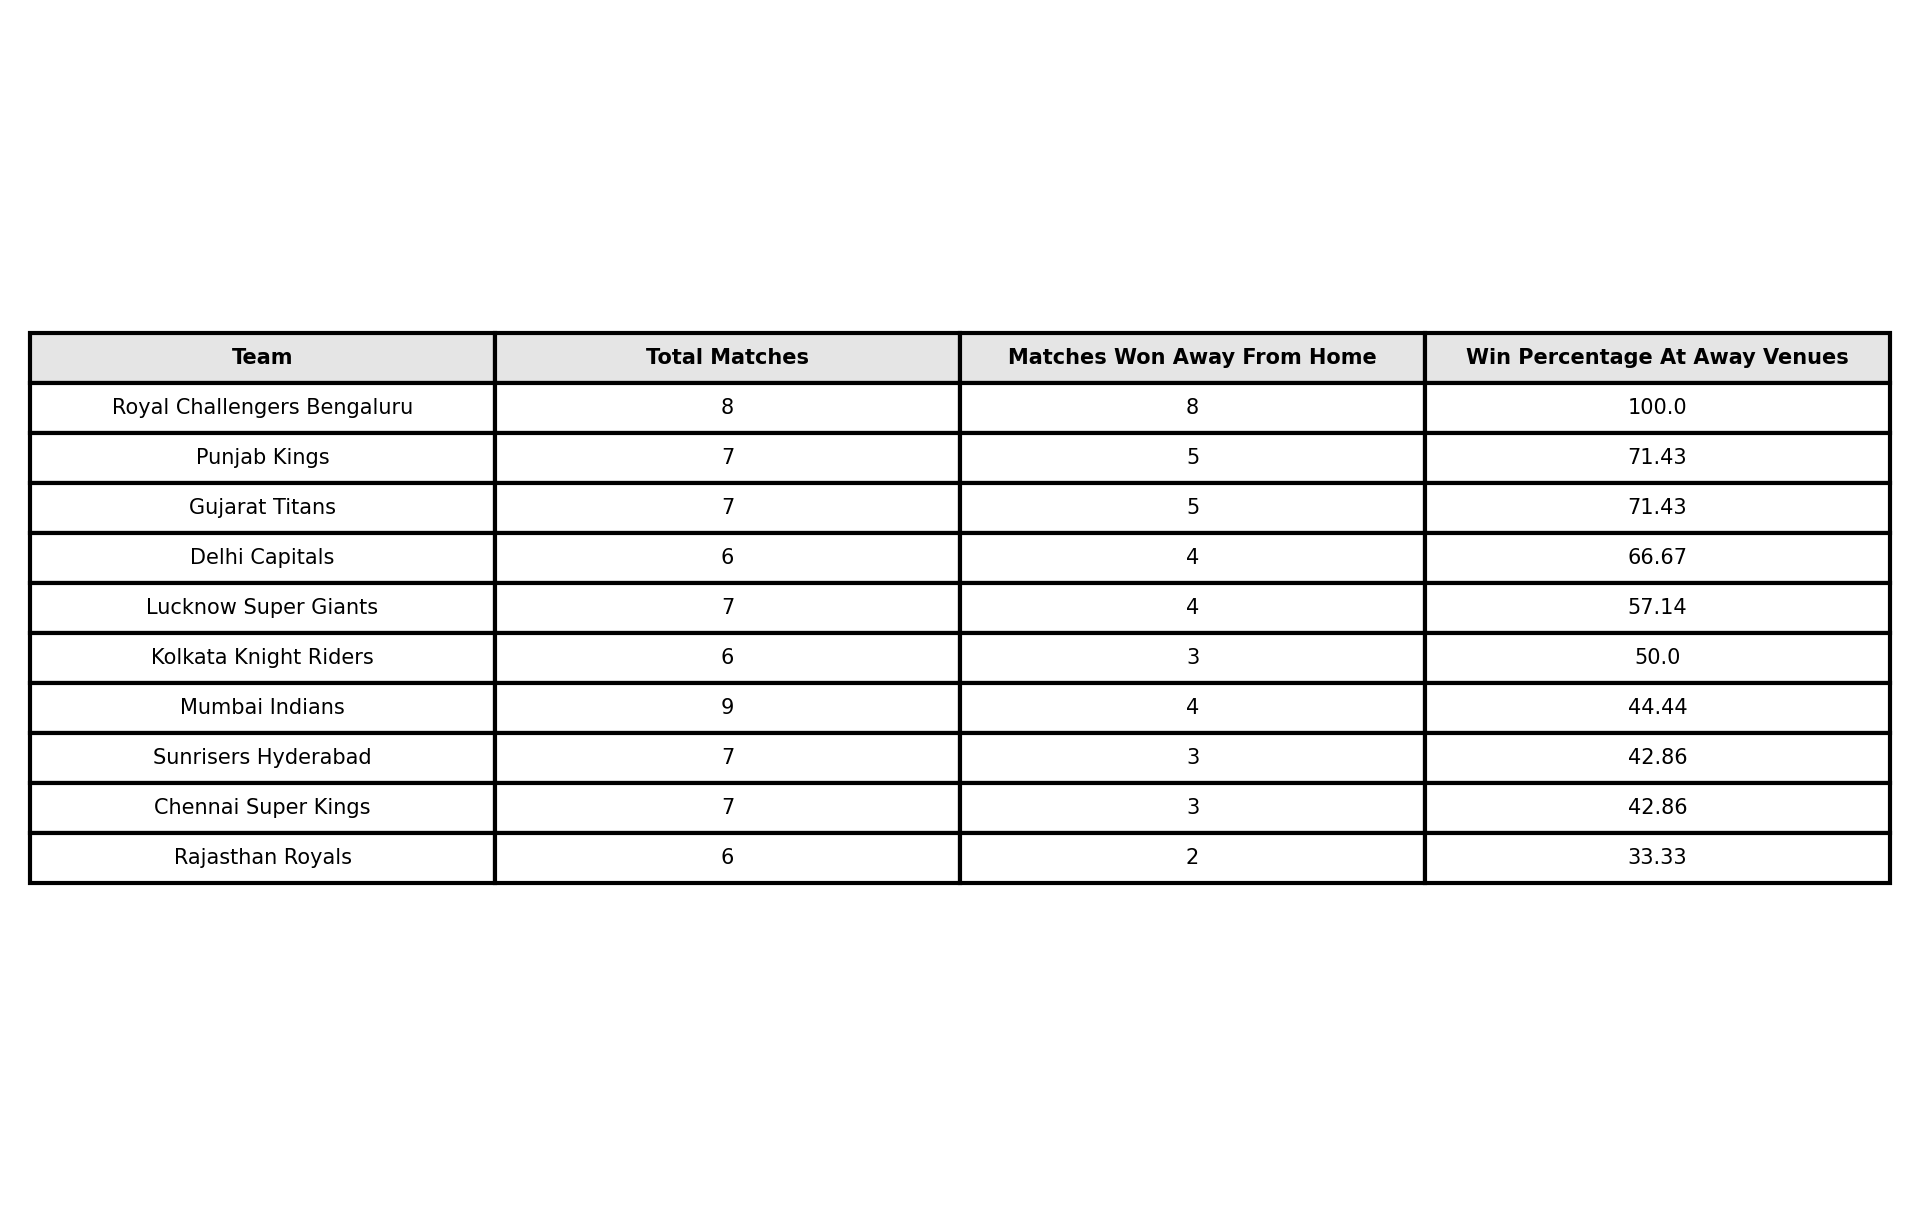 Team Total Matches Matches Won Away From Home Win Percentage At Away Venues
Royal Challengers Bengaluru 8 8 100.0
Punjab Kings 7 5 71.43
Gujarat Titans 7 5 71.43
Delhi Capitals 6 4 66.67
Lucknow Super Giants 7 4 57.14
Kolkata Knight Riders 6 3 50.0
Mumbai Indians 9 4 44.44
Sunrisers Hyderabad 7 3 42.86
Chennai Super Kings 7 3 42.86
Rajasthan Royals 6 2 33.33